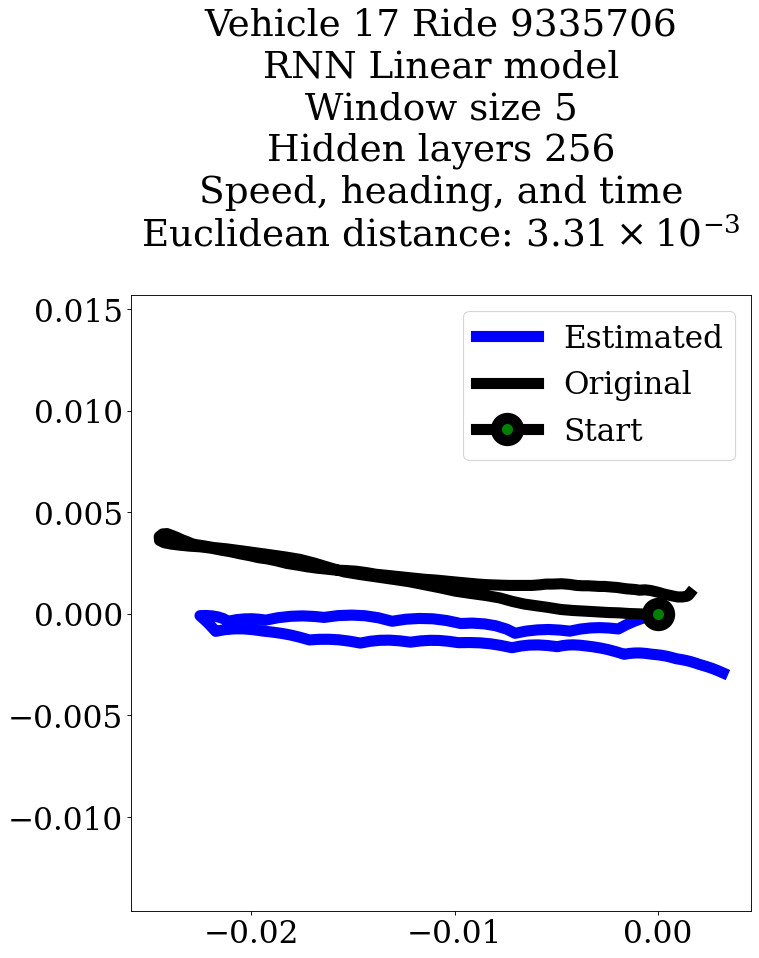 Vehicle 17 Ride 9335706
RNN Linear model
Window size 5
Hidden layers 256
Speed, heading, and time
Euclidean distance: 3.31 × 10⁻³
0.015
0.010
0.005
0.000
−0.005
−0.010
Estimated
Original
Start
−0.02 −0.01 0.00